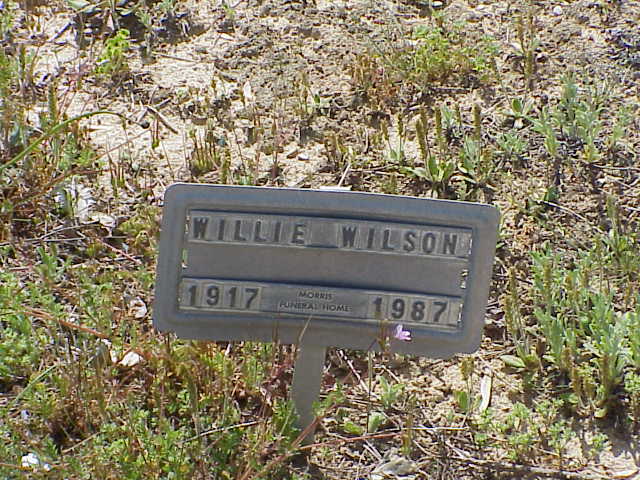 WILLIE WILSON
1917 MORRIS FUNERAL HOME 1987